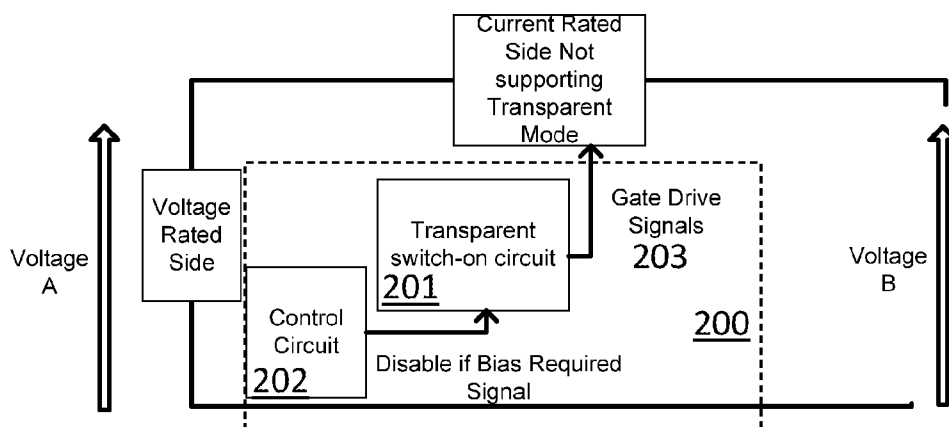 Current Rated
Side Not
supporting
Transparent
Mode
Voltage
Rated
Side
Voltage
A
Transparent
switch-on circuit
201
Gate Drive
Signals
203
Voltage
B
Control
Circuit
202
200
Disable if Bias Required
Signal